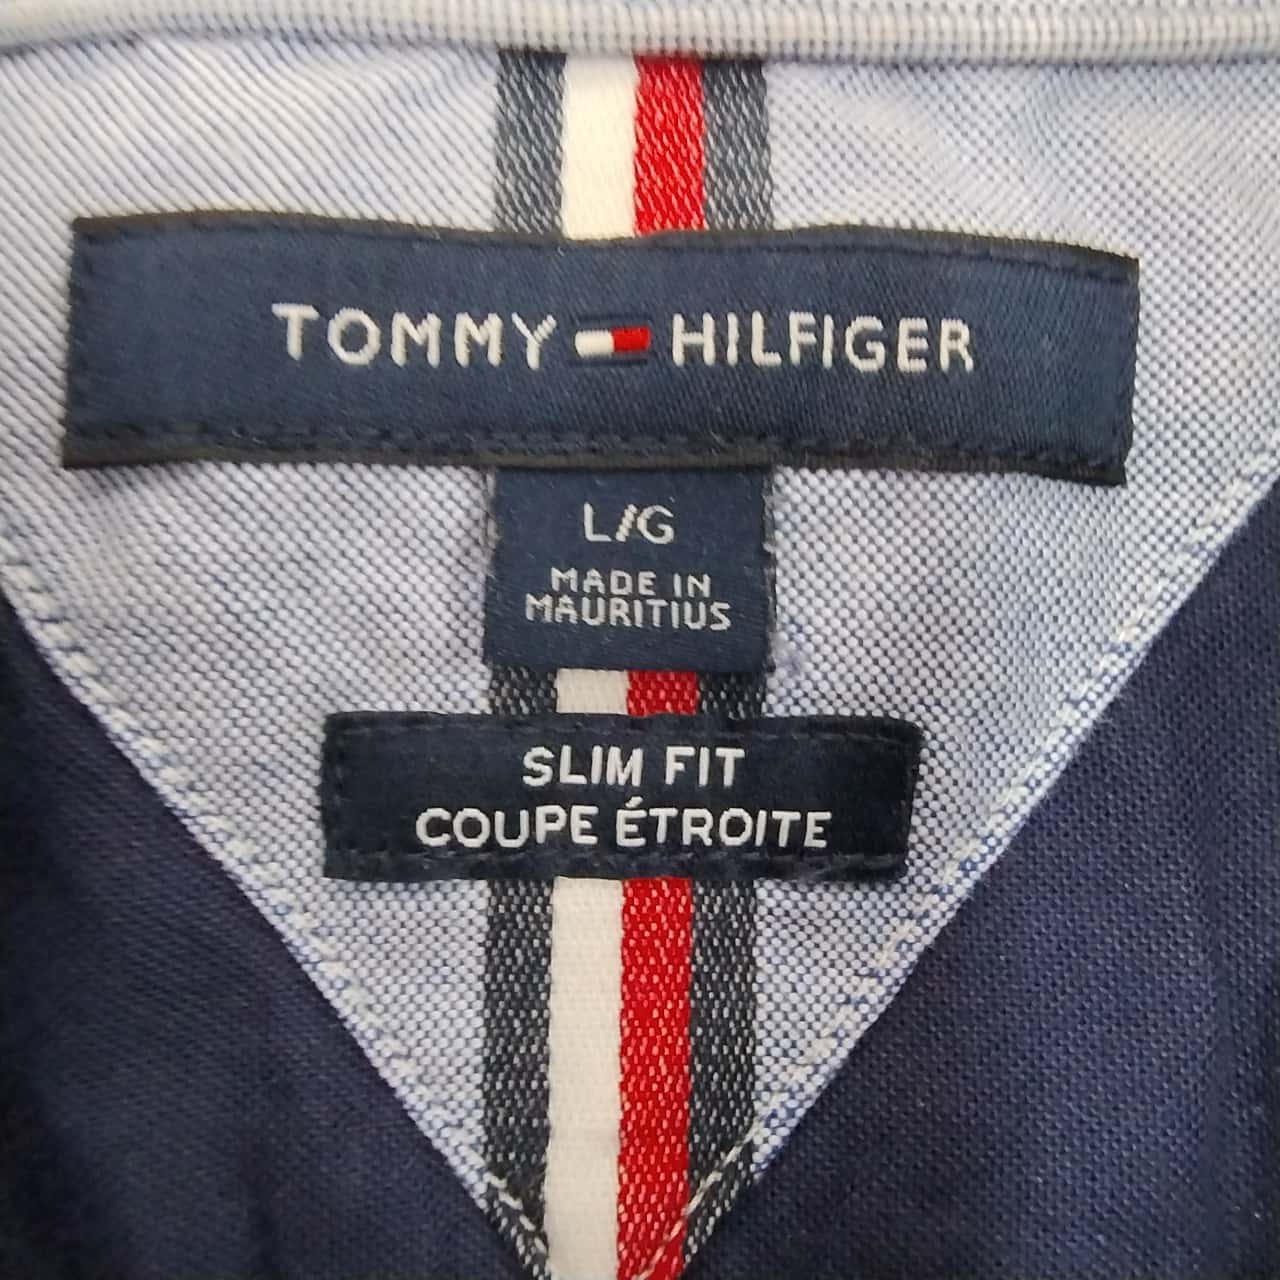 TOMMY HILFIGER
L/G
MADE IN
MAURITIUS
SLIM FIT
COUPE ÉTROITE